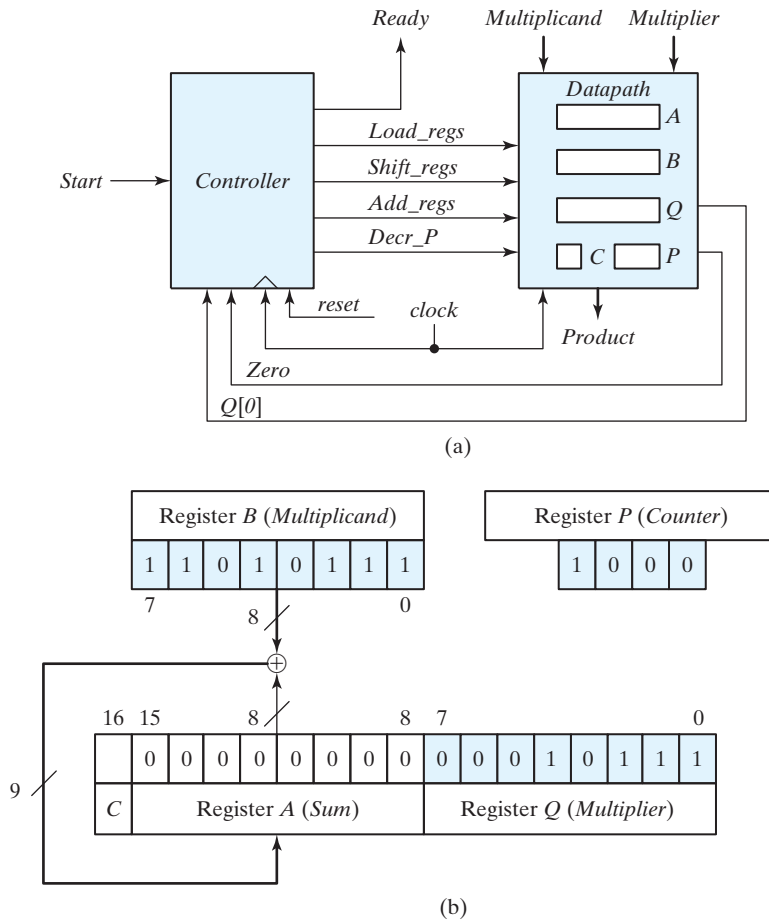 Ready
Multiplicand
Multiplier
Datapath
A
Load_regs
B
Shift_regs
Start
Controller
Add_regs
Q
Decr_P
C
P
reset
clock
Product
Zero
Q[0]
(a)
Register B (Multiplicand)
Register P (Counter)
1 1 0 1 0 1 1 1
1 0 0 0
7
8
0
16 15 8 8 7 0
0 0 0 0 0 0 0 0 0 0 0 1 0 1 1 1
9
C
Register A (Sum)
Register Q (Multiplier)
(b)